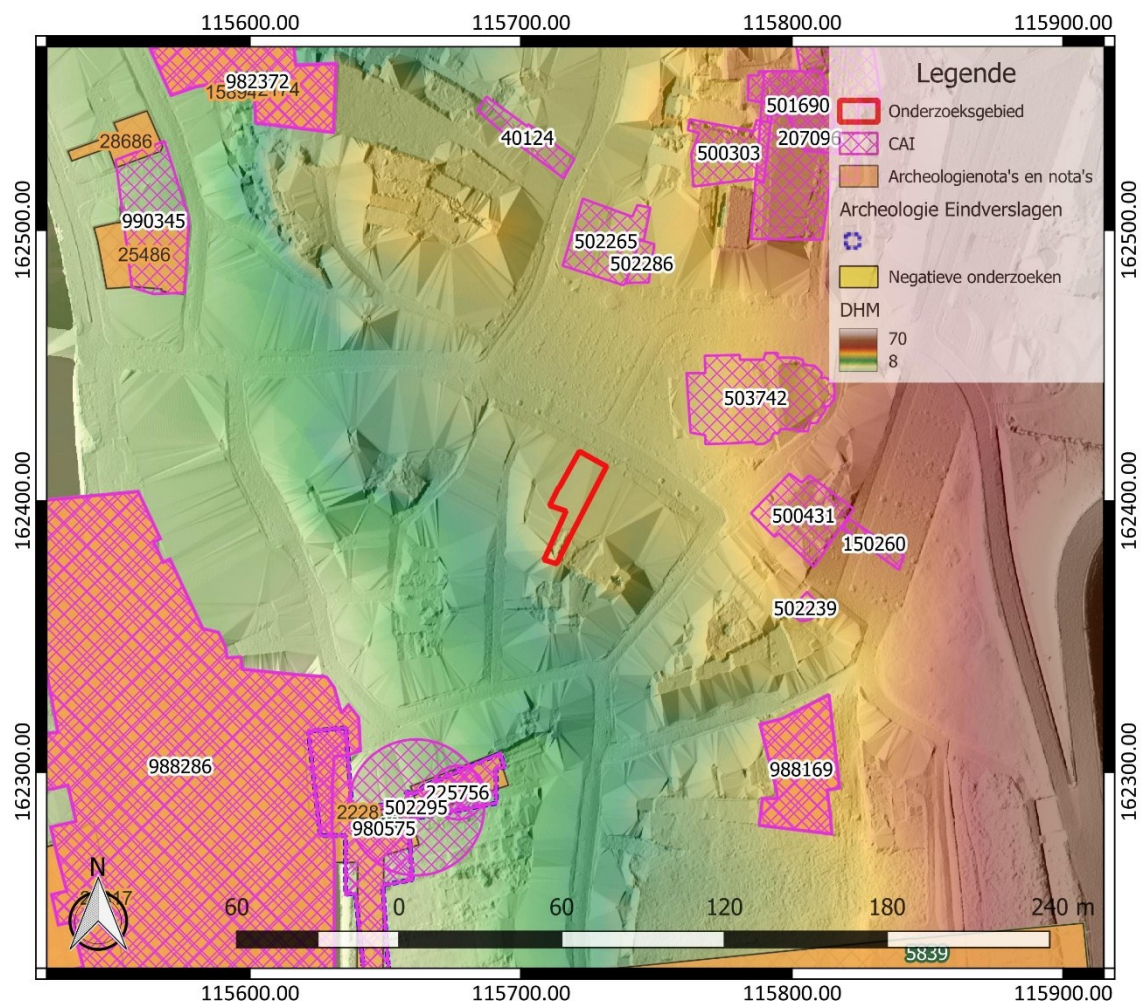 115600.00 115700.00 115800.00 115900.00
Legende
Onderzoeksgebied
CAI
Archeologienota's en nota's
Archeologie Eindverslagen
Negatieve onderzoeken
DHM
70
8
982372
40124
501690
207096
500303
28686
990345
25486
502265
502286
503742
500431
150260
502239
988286
988169
225756
502295
2228
980575
5839
162500.00
162400.00
162300.00
162500.00
162400.00
162300.00
N
60 0 60 120 180 240 m
115600.00 115700.00 115800.00 115900.00